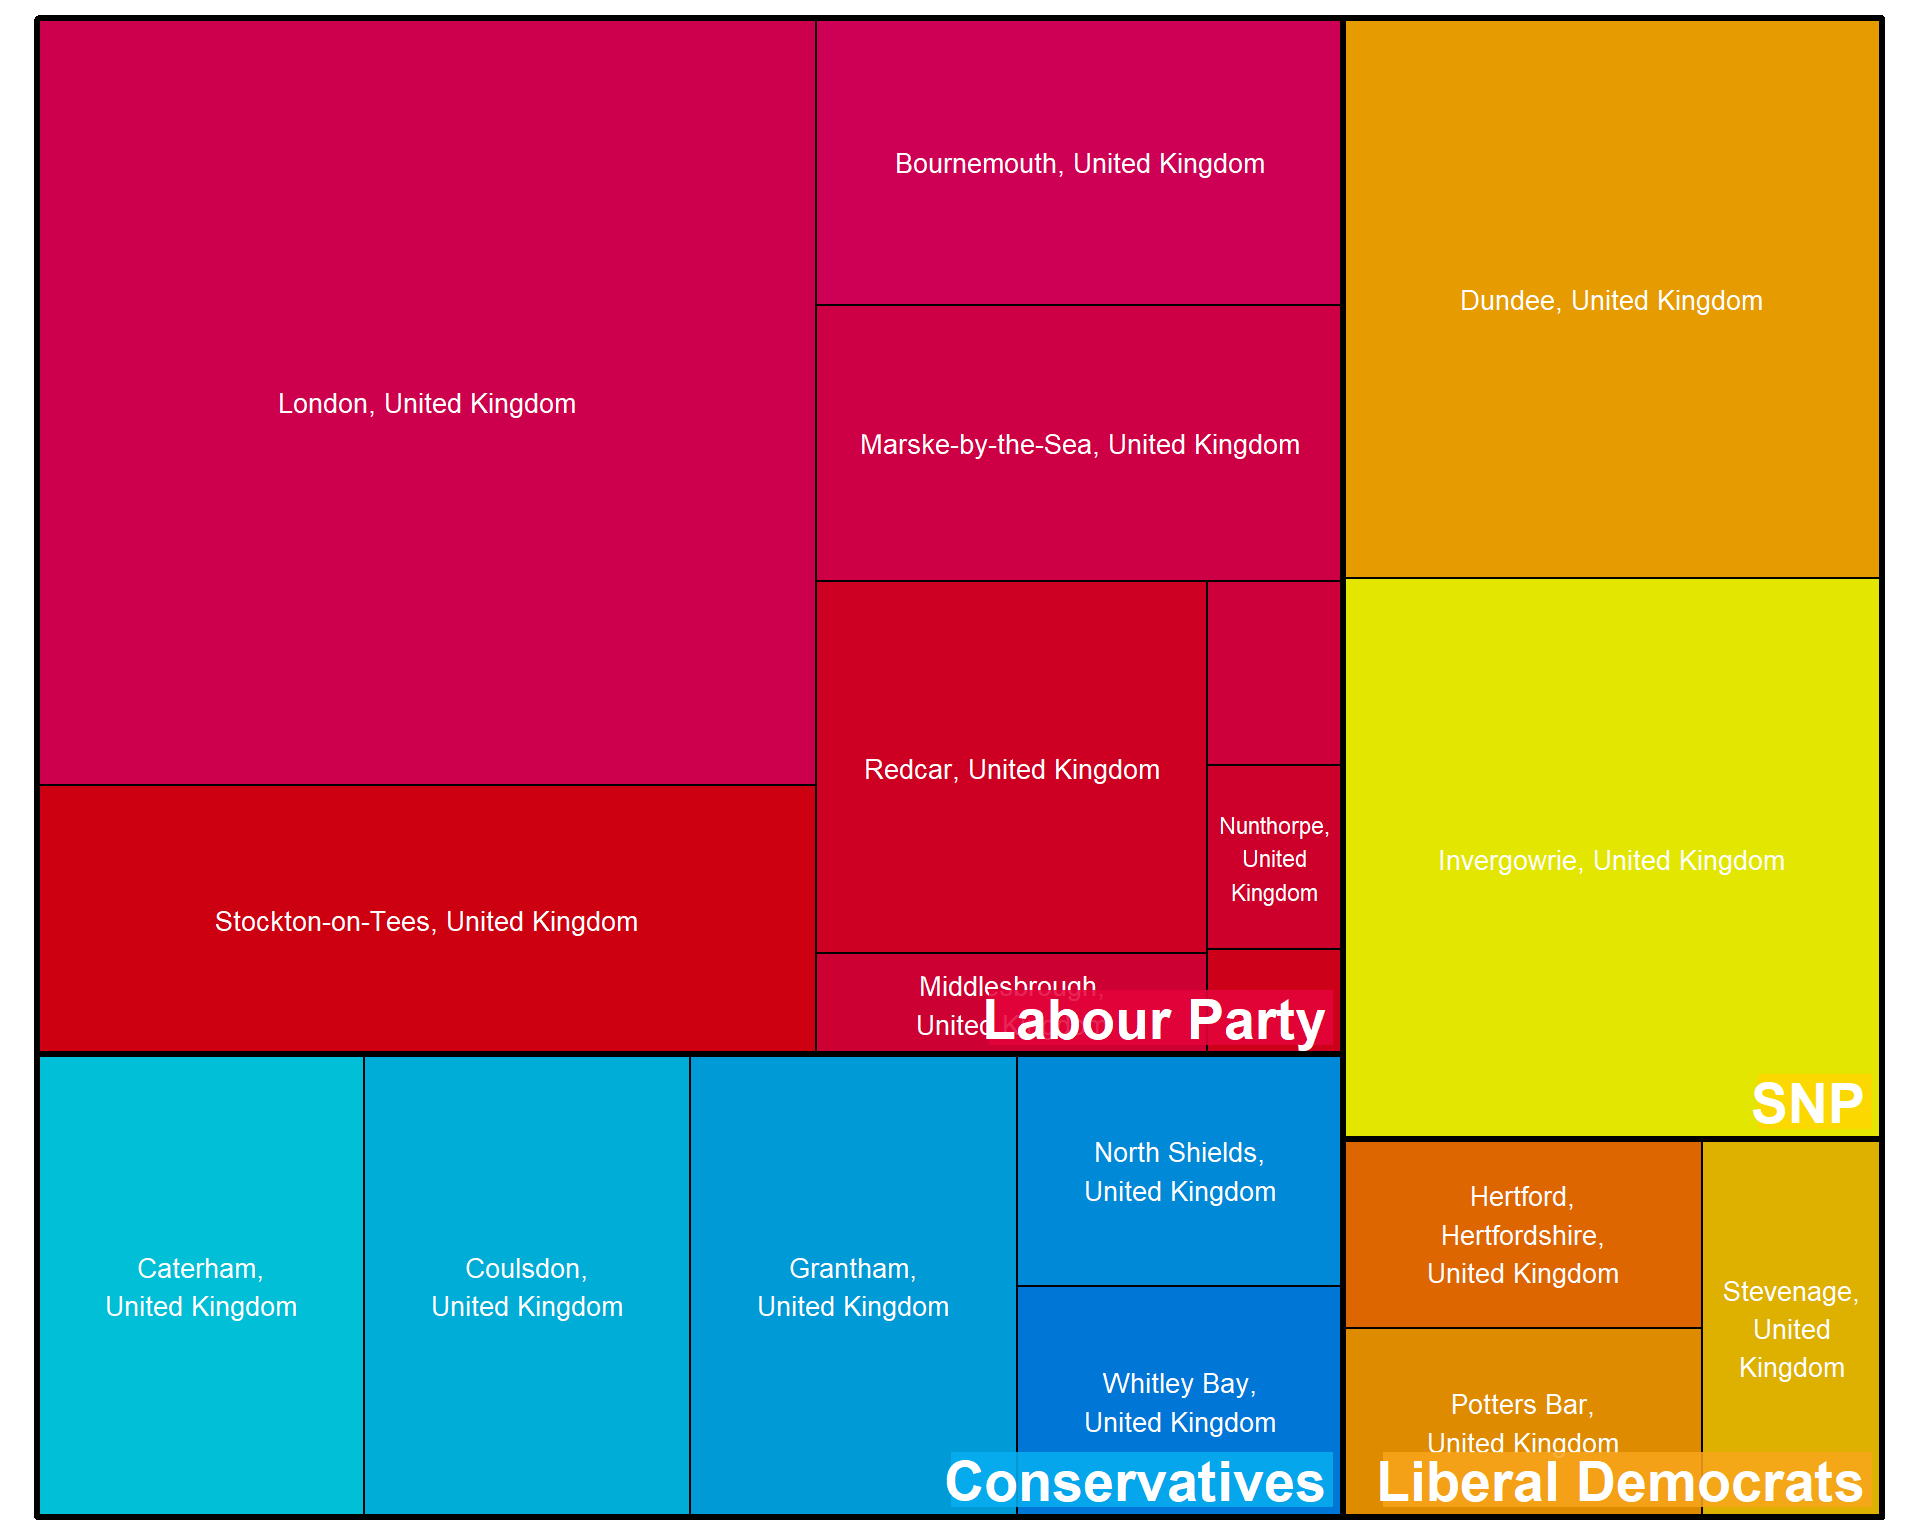 London, United Kingdom
Bournemouth, United Kingdom
Dundee, United Kingdom
Marske-by-the-Sea, United Kingdom
Redcar, United Kingdom
Nunthorpe,
United
Kingdom
Invergowrie, United Kingdom
Stockton-on-Tees, United Kingdom
Middlesbrough,
United Kingdom
Labour Party
SNP
Caterham,
United Kingdom
Coulsdon,
United Kingdom
Grantham,
United Kingdom
North Shields,
United Kingdom
Whitley Bay,
United Kingdom
Conservatives
Hertford,
Hertfordshire,
United Kingdom
Potters Bar,
United Kingdom
Stevenage,
United
Kingdom
Liberal Democrats